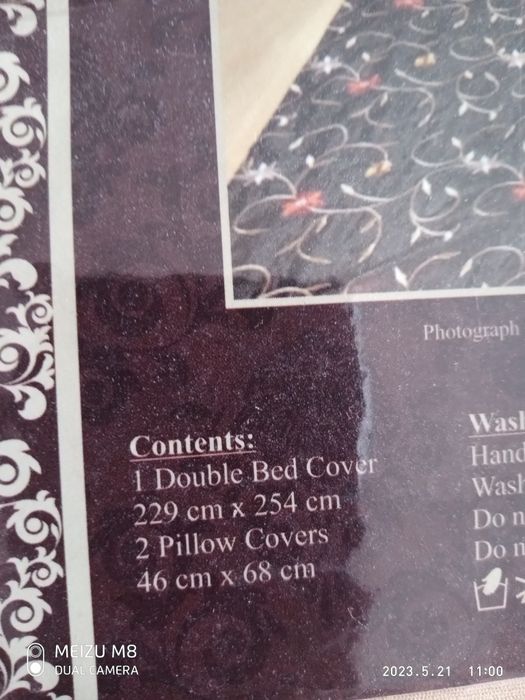 Photograph
Contents:
1 Double Bed Cover
229 cm x 254 cm
2 Pillow Covers
46 cm x 68 cm
Wasl
Hand
Wash
Do n
Do n
MEIZU M8
DUAL CAMERA
2023.5.21 11:00